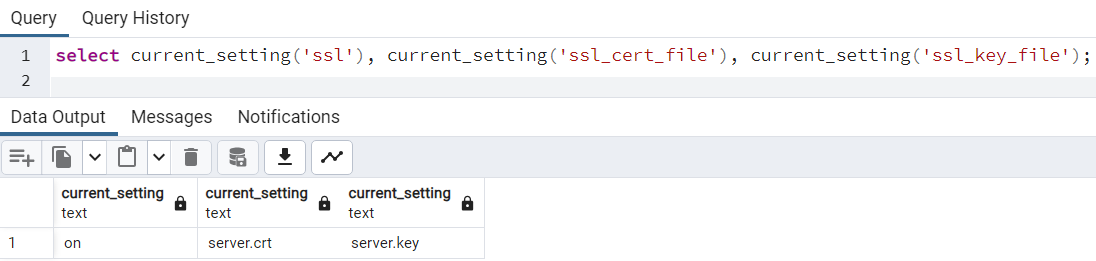 Query Query History
1 select current_setting('ssl'), current_setting('ssl_cert_file'), current_setting('ssl_key_file');
2
Data Output Messages Notifications
current_setting current_setting current_setting
text text text
1 on server.crt server.key